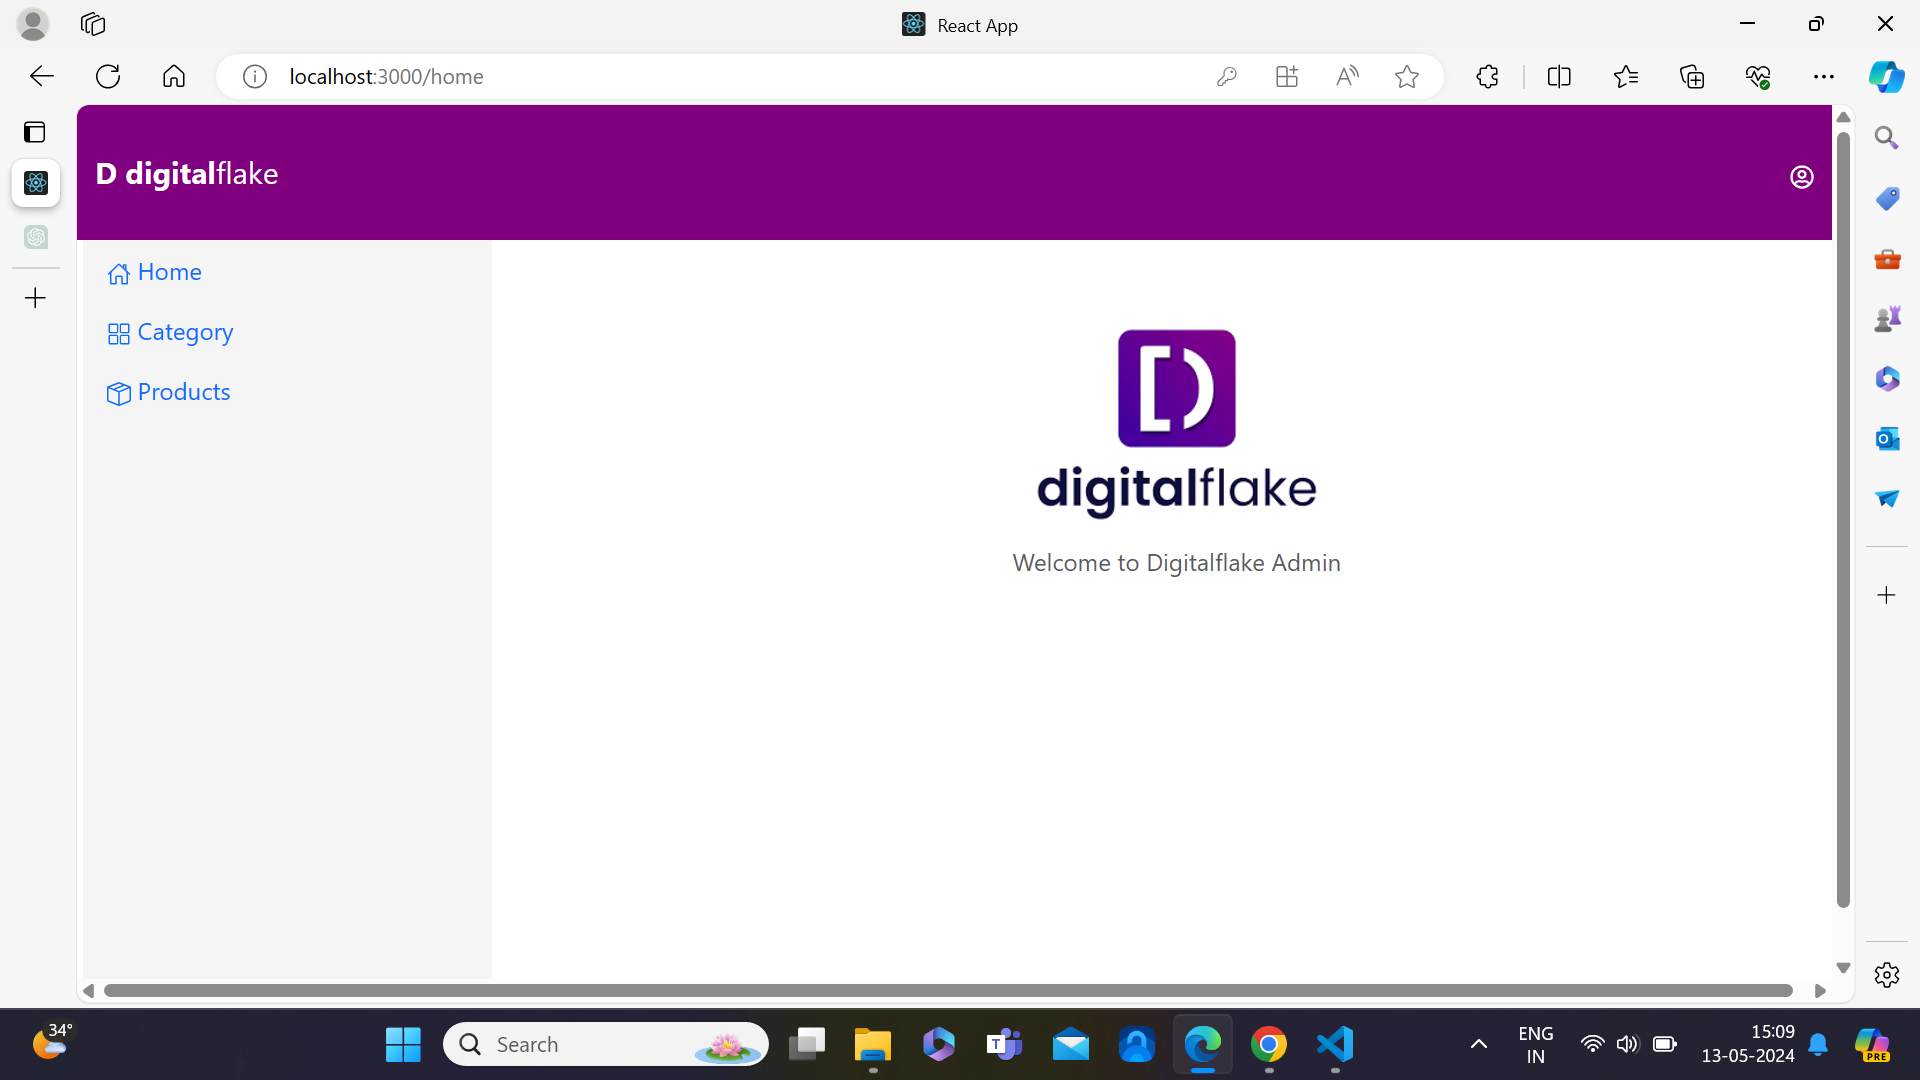 React App
localhost:3000/home
D digitalflake
Home
Category
Products
digitalflake
Welcome to Digitalflake Admin
34°
Search
ENG
IN
15:09
13-05-2024
PRE